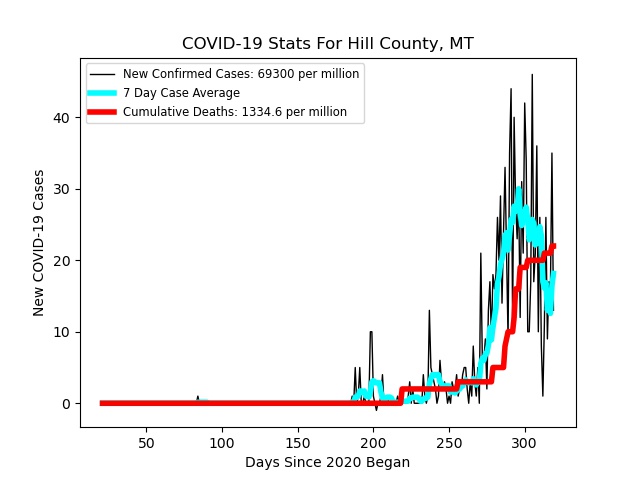 COVID-19 Stats For Hill County, MT
New Confirmed Cases: 69300 per million
7 Day Case Average
Cumulative Deaths: 1334.6 per million
New COVID-19 Cases
40
30
20
10
0
50 100 150 200 250 300
Days Since 2020 Began